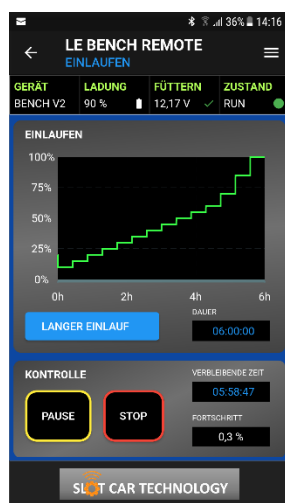 36% 14:16
LE BENCH REMOTE
EINLAUFEN
GERÄT LADUNG FÜTTERN ZUSTAND
BENCH V2 90 % 12,17 V RUN
EINLAUFEN
100%
75%
50%
25%
0%
0h 2h 4h 6h
DAUER
LANGER EINLAUF 06:00:00
KONTROLLE VERBLEIBENDE ZEIT
05:58:47
PAUSE STOP FORTSCHRITT
0,3 %
SLOT CAR TECHNOLOGY